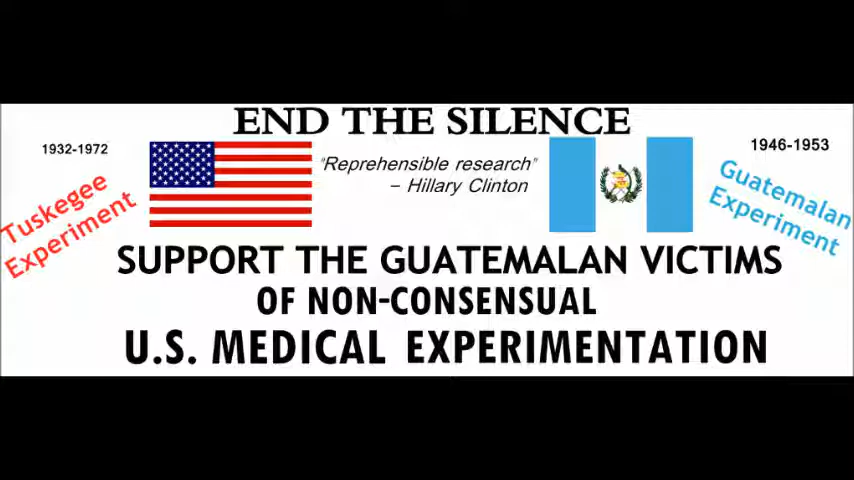 END THE SILENCE
1932-1972
"Reprehensible research"
– Hillary Clinton
1946-1953
Tuskegee
Experiment
Guatemalan
Experiment
SUPPORT THE GUATEMALAN VICTIMS
OF NON-CONSENSUAL
U.S. MEDICAL EXPERIMENTATION